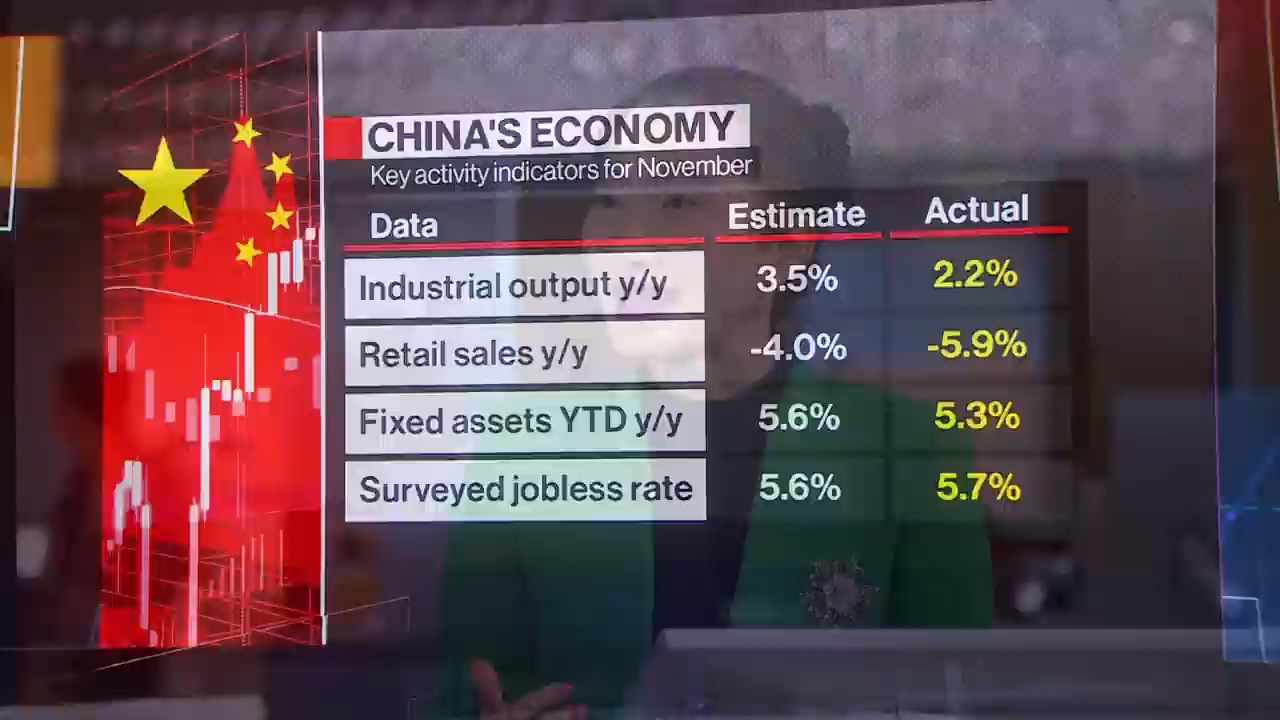 CHINA'S ECONOMY
Key activity indicators for November
Data Estimate Actual
Industrial output y/y 3.5% 2.2%
Retail sales y/y -4.0% -5.9%
Fixed assets YTD y/y 5.6% 5.3%
Surveyed jobless rate 5.6% 5.7%